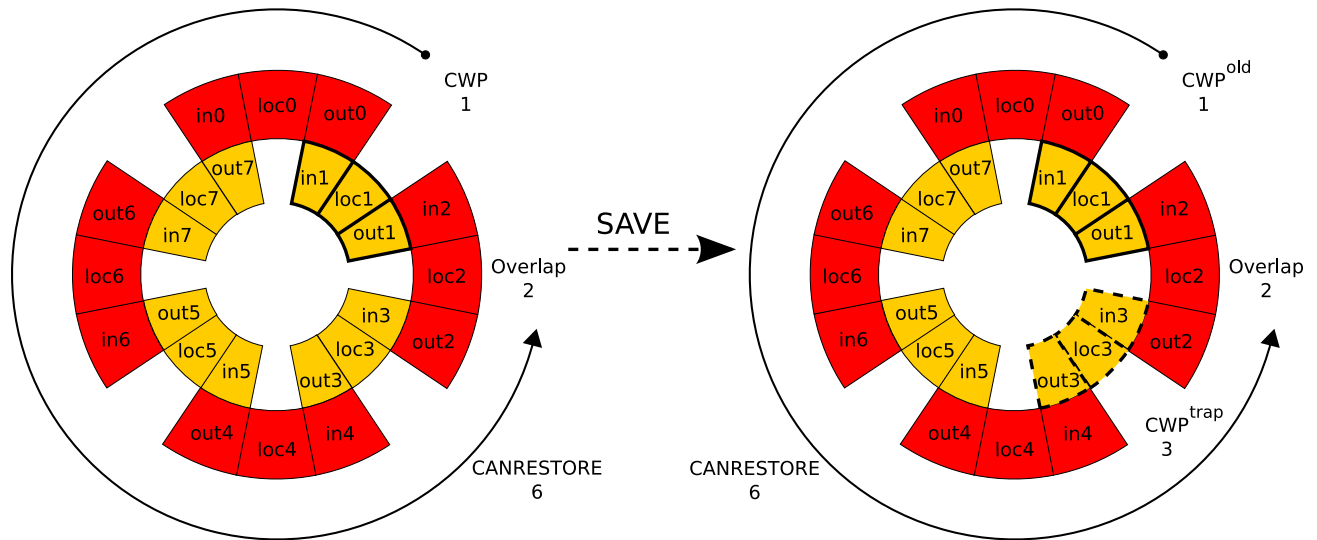 CWP
1
in0
loc0
out0
out7
in1
loc7
loc1
out6
in7
out1
in2
loc6
loc2
Overlap
2
in6
out5
in3
out2
loc5
loc3
in5
out3
out4
loc4
in4
CANRESTORE
6
SAVE
CWP^old
1
in0
loc0
out0
out7
in1
loc7
loc1
out6
in7
out1
in2
loc6
loc2
Overlap
2
in6
out5
in3
out2
loc5
loc3
in5
out3
out4
loc4
in4
CWP^trap
3
CANRESTORE
6